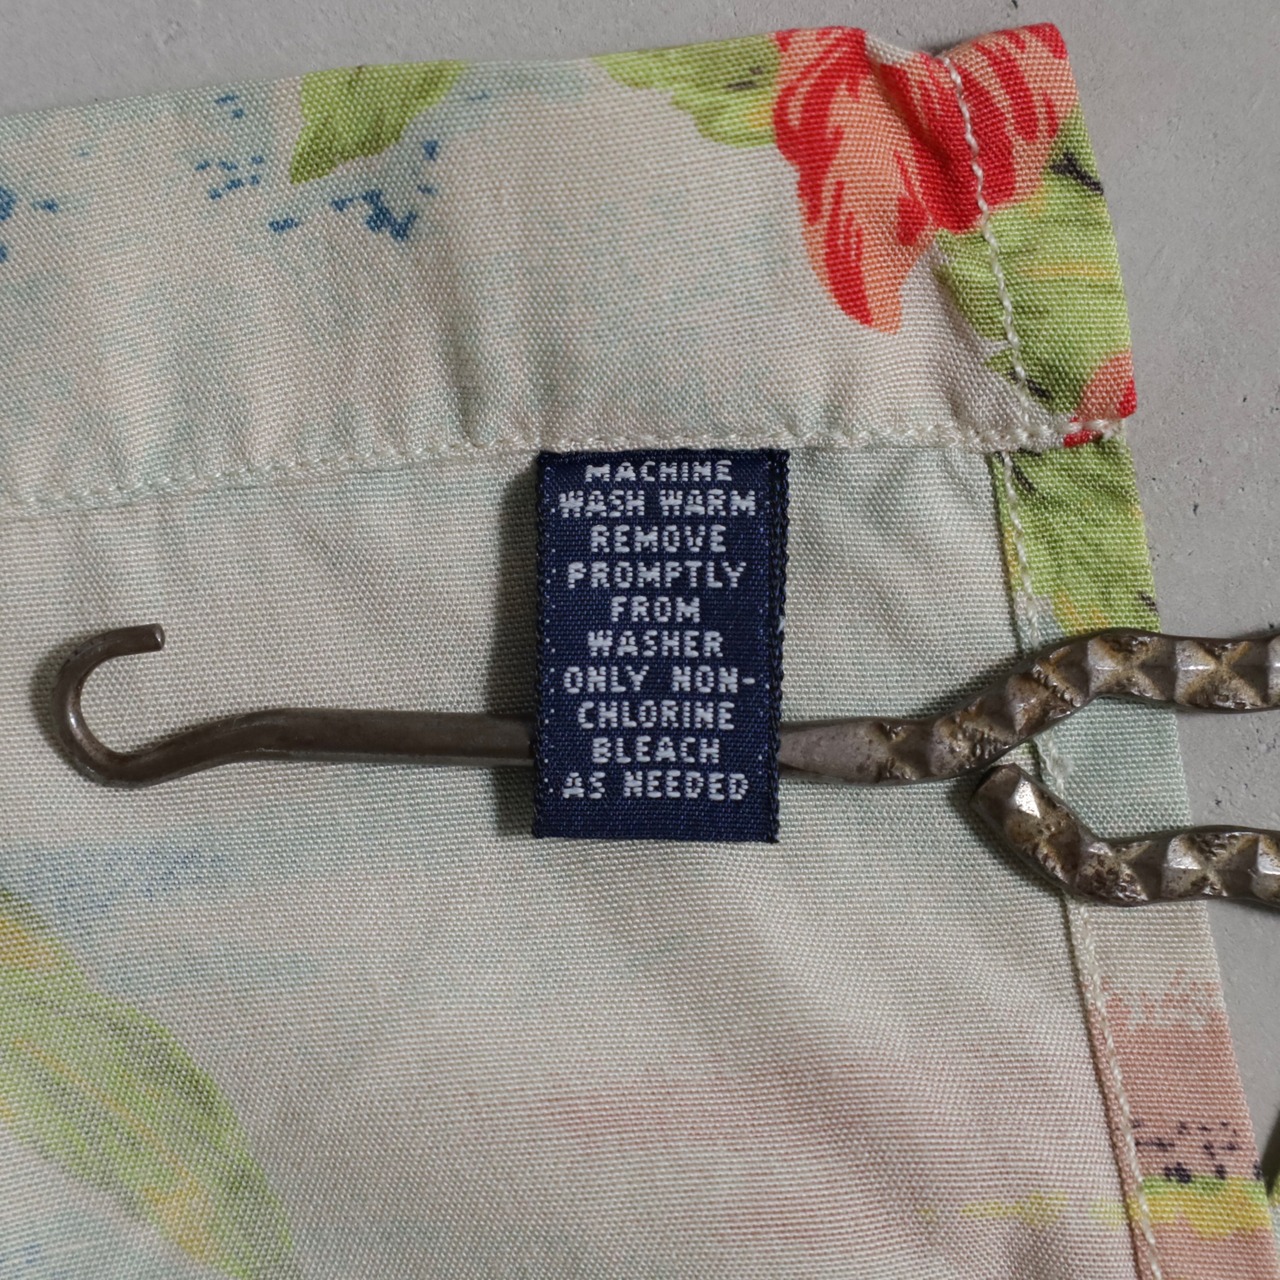 MACHINE
WASH WARM
REMOVE
PROMPTLY
FROM
WASHER
ONLY NON-
CHLORINE
BLEACH
AS NEEDED